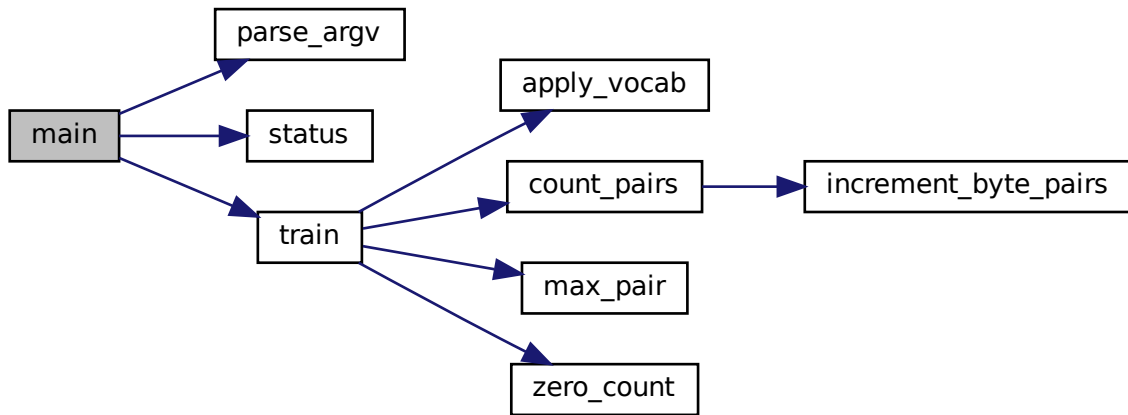 main
parse_argv
status
train
apply_vocab
count_pairs
max_pair
zero_count
increment_byte_pairs